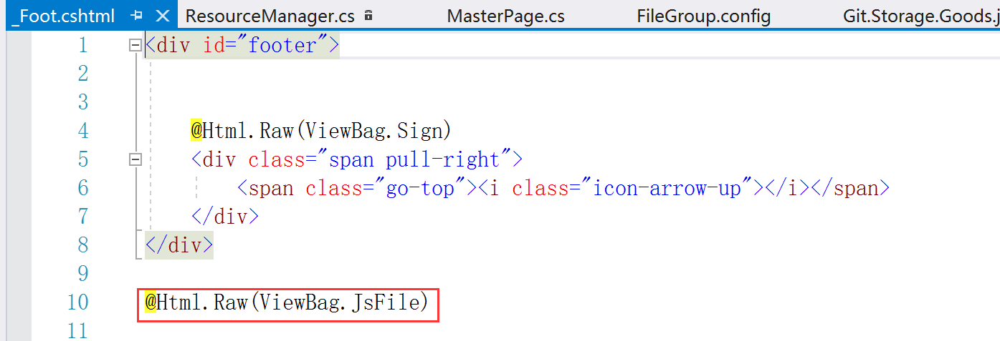 _Foot.cshtml ResourceManager.cs MasterPage.cs FileGroup.config Git.Storage.Goods.j
1 <div id="footer">
2
3
4 @Html.Raw(ViewBag.Sign)
5 <div class="span pull-right">
6 <span class="go-top"><i class="icon-arrow-up"></i></span>
7 </div>
8 </div>
9
10 @Html.Raw(ViewBag.JsFile)
11